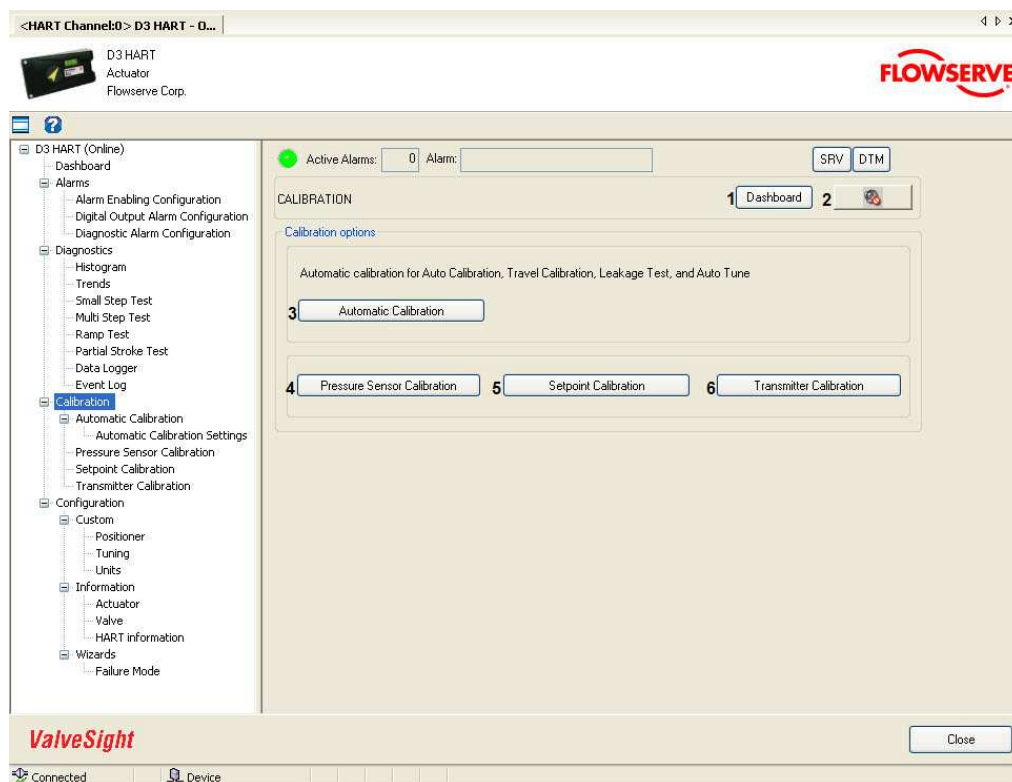 <HART Channel:0> D3 HART - O...
D3 HART
Actuator
Flowserve Corp.
FLOWSERVE
D3 HART (Online)
Dashboard
Alarms
Alarm Enabling Configuration
Digital Output Alarm Configuration
Diagnostic Alarm Configuration
Diagnostics
Histogram
Trends
Small Step Test
Multi Step Test
Ramp Test
Partial Stroke Test
Data Logger
Event Log
Calibration
Automatic Calibration
Automatic Calibration Settings
Pressure Sensor Calibration
Setpoint Calibration
Transmitter Calibration
Configuration
Custom
Positioner
Tuning
Units
Information
Actuator
Valve
HART information
Wizards
Failure Mode
Active Alarms: 0 Alarm: SRV DTM
CALIBRATION 1 Dashboard 2
Calibration options
Automatic calibration for Auto Calibration, Travel Calibration, Leakage Test, and Auto Tune
3 Automatic Calibration
4 Pressure Sensor Calibration 5 Setpoint Calibration 6 Transmitter Calibration
ValveSight
Close
Connected Device